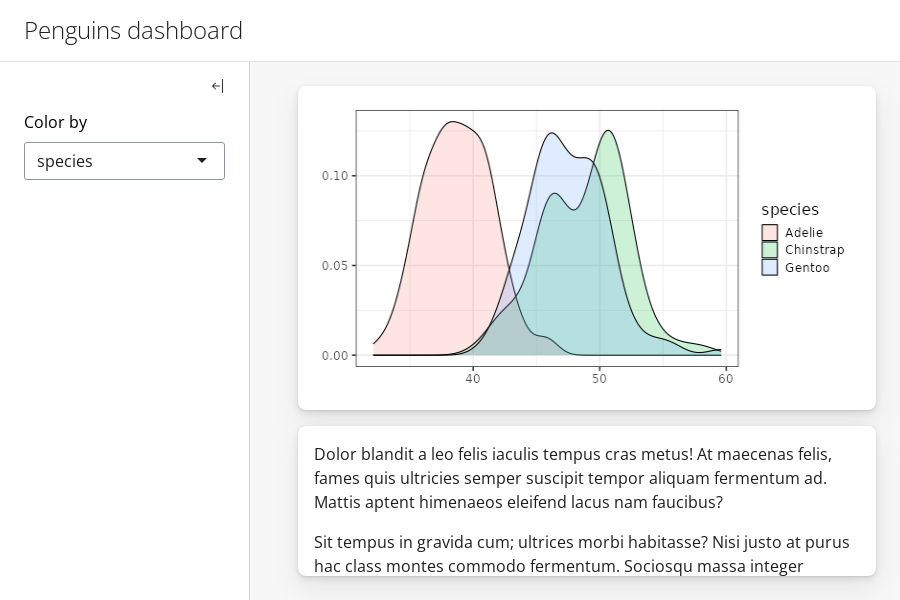 Penguins dashboard
Color by
species
0.10
0.05
0.00
40 50 60
species
Adelie
Chinstrap
Gentoo
Dolor blandit a leo felis iaculis tempus cras metus! At maecenas felis,
fames quis ultricies semper suscipit tempor aliquam fermentum ad.
Mattis aptent himenaeos eleifend lacus nam faucibus?
Sit tempus in gravida cum; ultrices morbi habitasse? Nisi justo at purus
hac class montes commodo fermentum. Sociosqu massa integer